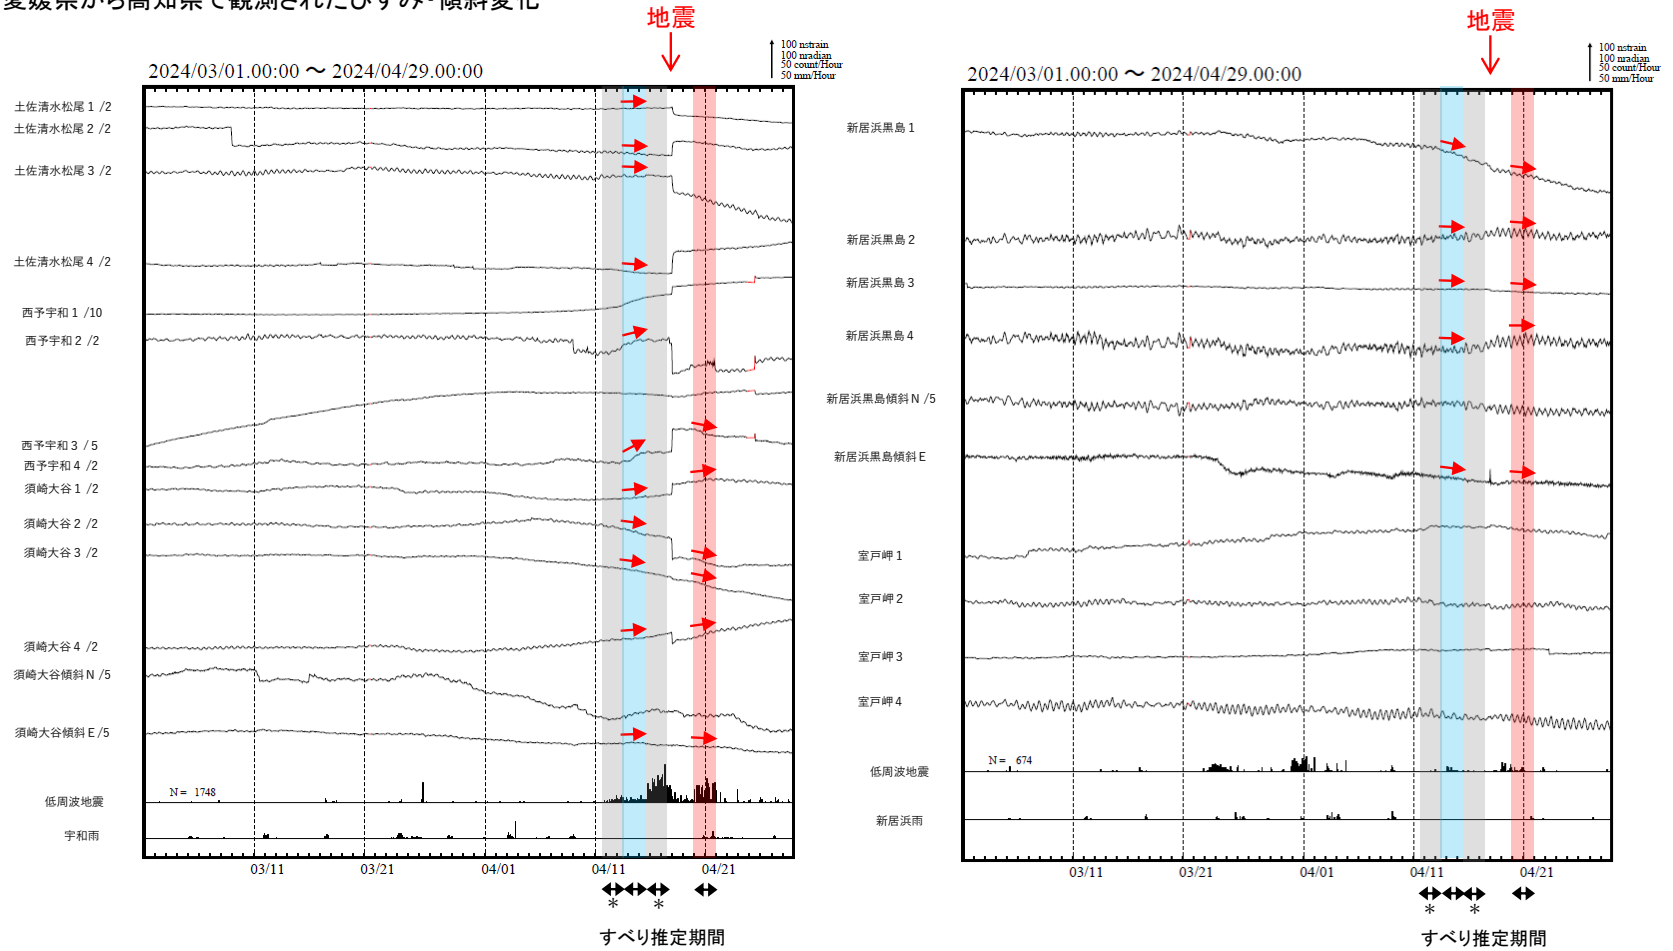 愛媛県から高知県で観測されたひずみ・傾斜変化
地震
100 nstrain
100 nradian
50 count/Hour
50 mm/Hour
2024/03/01.00:00 ~ 2024/04/29.00:00
土佐清水松尾１/2
土佐清水松尾２/2
土佐清水松尾３/2
土佐清水松尾４/2
西予宇和１/10
西予宇和２/2
西予宇和３/5
西予宇和４/2
須崎大谷１/2
須崎大谷２/2
須崎大谷３/2
須崎大谷４/2
須崎大谷傾斜Ｎ/5
須崎大谷傾斜Ｅ/5
低周波地震
N= 1748
宇和雨
03/11 03/21 04/01 04/11 04/21
* *
すべり推定期間
地震
100 nstrain
100 nradian
50 count/Hour
50 mm/Hour
2024/03/01.00:00 ~ 2024/04/29.00:00
新居浜黒島１
新居浜黒島２
新居浜黒島３
新居浜黒島４
新居浜黒島傾斜Ｎ/5
新居浜黒島傾斜Ｅ
室戸岬１
室戸岬２
室戸岬３
室戸岬４
低周波地震
N= 674
新居浜雨
03/11 03/21 04/01 04/11 04/21
* *
すべり推定期間